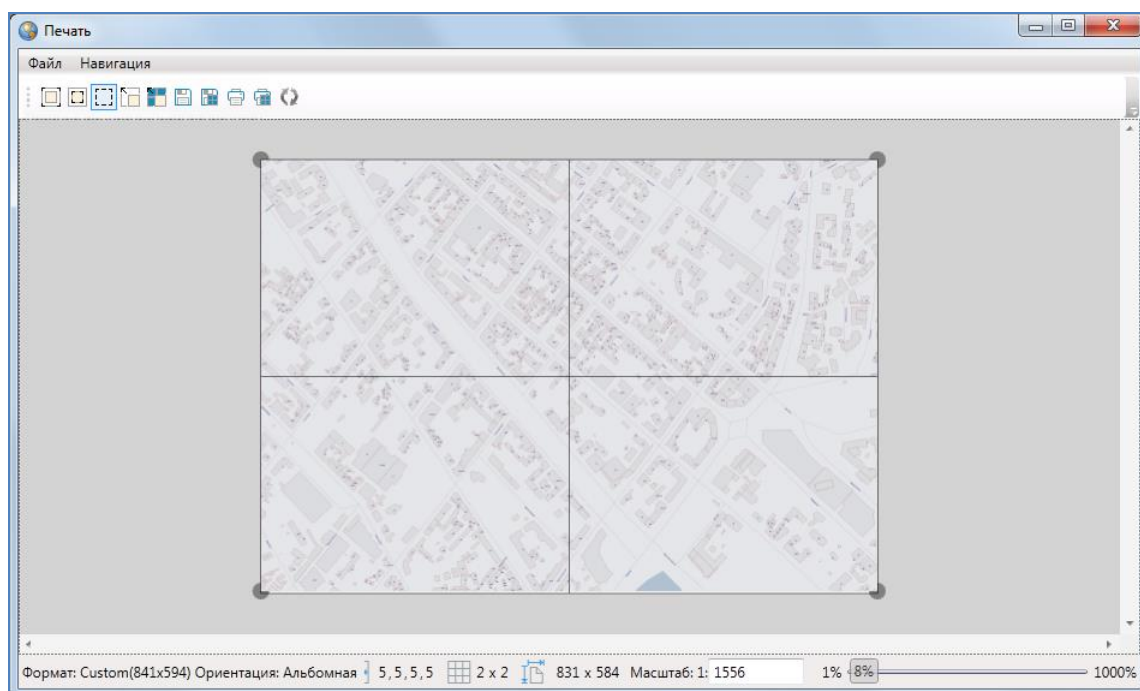 Печать
Файл Навигация
Формат: Custom(841x594) Ориентация: Альбомная 5,5,5,5 2 x 2 831 x 584 Масштаб: 1: 1556 1% 8% 1000%